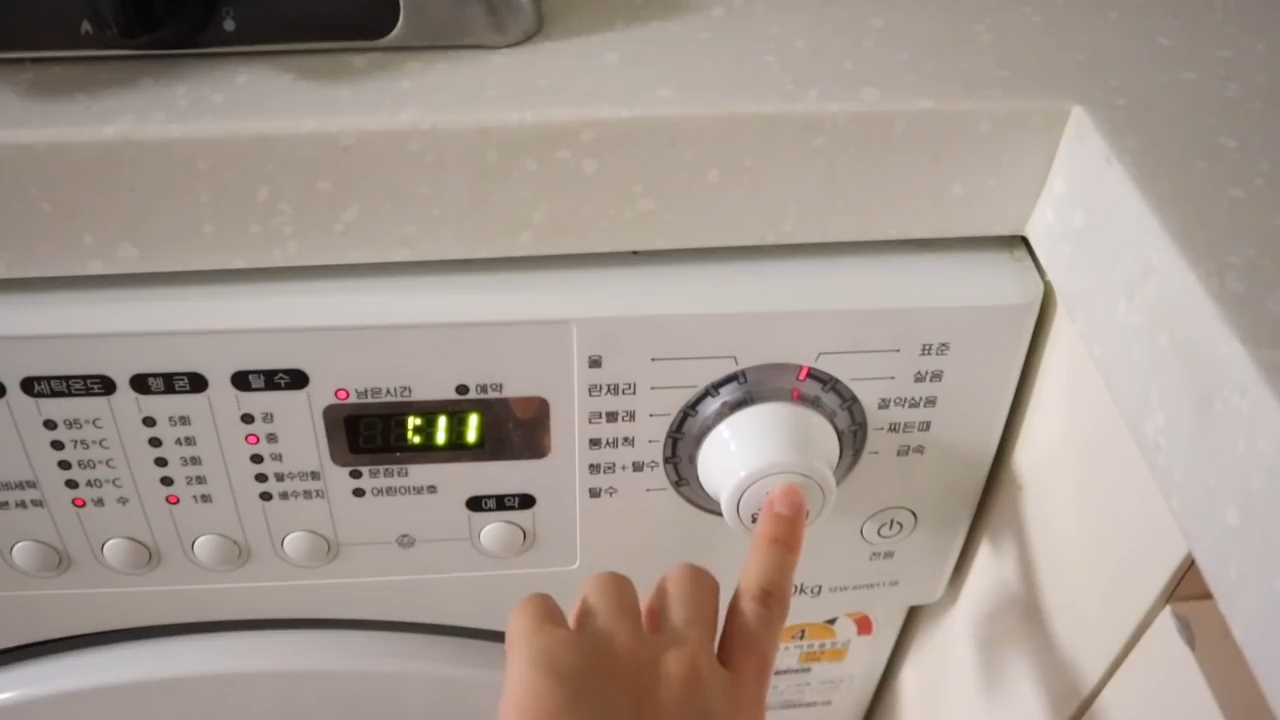 세탁온도
95°C
75°C
60°C
40°C
냉 수
헹 굼
5회
4회
3회
2회
1회
탈 수
강
중
약
탈수안함
배수정지
남은시간
예약
1:11
문잠김
어린이보호
예 약
울
란제리
큰빨래
통세척
헹굼+탈수
탈수
표준
삶음
절약삶음
찌든때
급속
전원
0kg
4